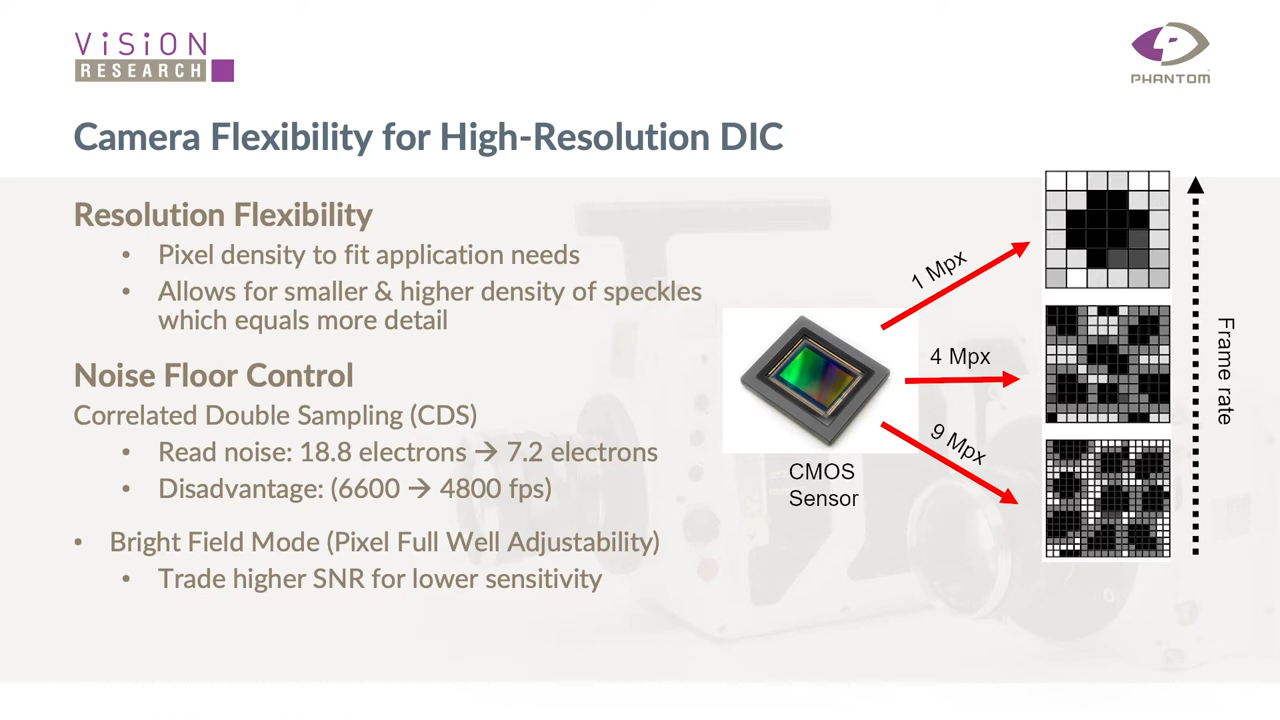 ViSiON
RESEARCH
PHANTOM
Camera Flexibility for High-Resolution DIC
Resolution Flexibility
• Pixel density to fit application needs
• Allows for smaller & higher density of speckles
which equals more detail
Noise Floor Control
Correlated Double Sampling (CDS)
• Read noise: 18.8 electrons → 7.2 electrons
• Disadvantage: (6600 → 4800 fps)
• Bright Field Mode (Pixel Full Well Adjustability)
• Trade higher SNR for lower sensitivity
1 Mpx
4 Mpx
9 Mpx
CMOS
Sensor
Frame rate